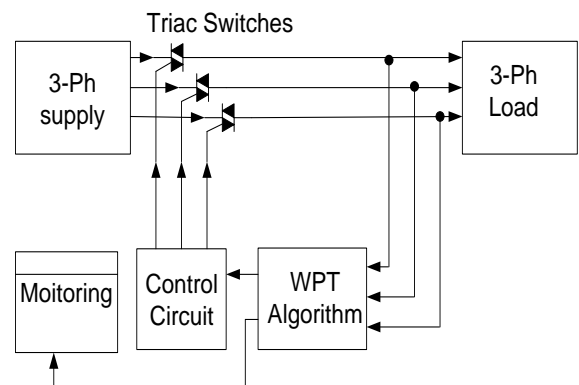 Triac Switches
3-Ph
supply
3-Ph
Load
Moitoring
Control
Circuit
WPT
Algorithm